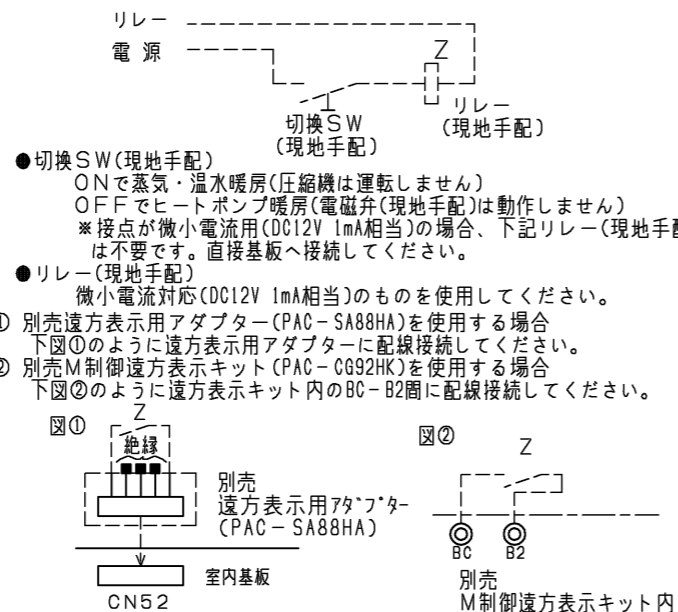 リレー
電 源
Z
切換SW
(現地手配)
リレー
(現地手配)
●切換SW(現地手配)
ONで蒸気・温水暖房(圧縮機は運転しません)
OFFでヒートポンプ暖房(電磁弁(現地手配)は動作しません)
※接点が微小電流用(DC12V 1mA相当)の場合、下記リレー(現地手配
は不要です。直接基板へ接続してください。
●リレー(現地手配)
微小電流対応(DC12V 1mA相当)のものを使用してください。
① 別売遠方表示用アダプター(PAC-SA88HA)を使用する場合
下図①のように遠方表示用アダプターに配線接続してください。
② 別売M制御遠方表示キット(PAC-CG92HK)を使用する場合
下図②のように遠方表示キット内のBC-B2間に配線接続してください。
図①
Z
絶縁
別売
遠方表示用ｱﾀﾞﾌﾟﾀｰ
(PAC-SA88HA)
室内基板
CN52
図②
Z
BC B2
別売
M制御遠方表示キット内